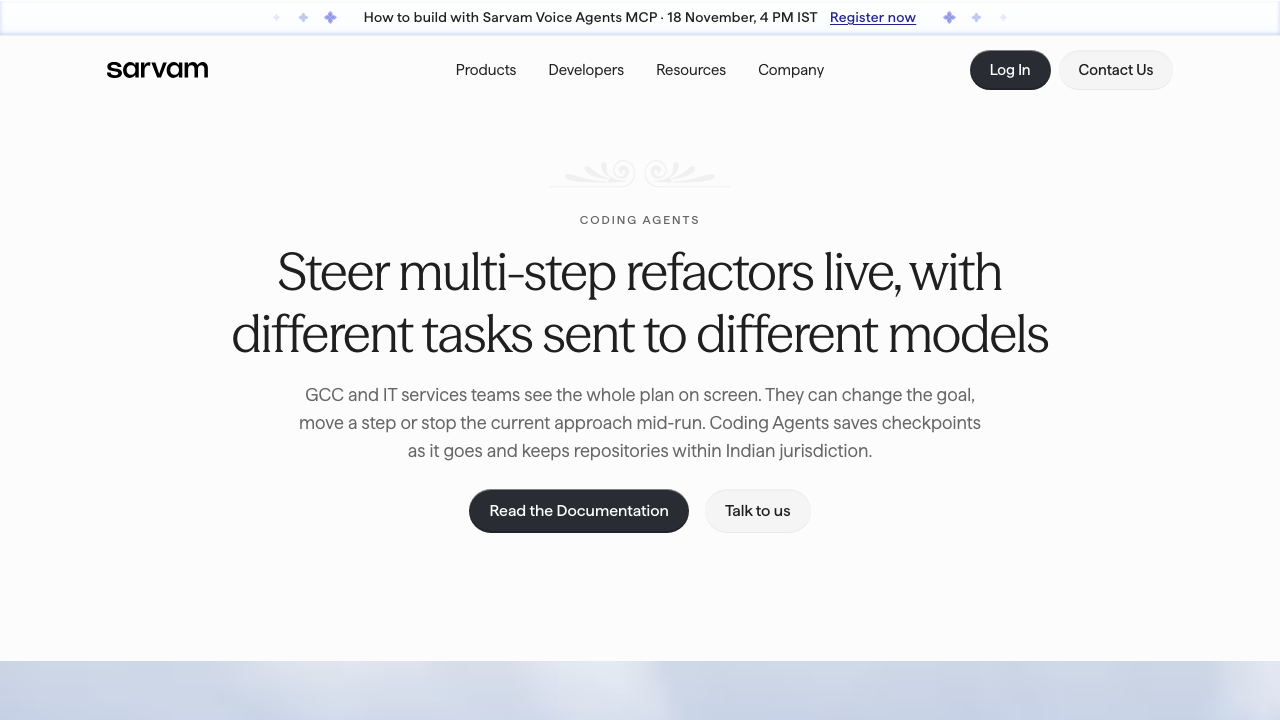 How to build with Sarvam Voice Agents MCP · 18 November, 4 PM IST Register now
sarvam
Products Developers Resources Company
Log In Contact Us
CODING AGENTS
Steer multi-step refactors live, with
different tasks sent to different models
GCC and IT services teams see the whole plan on screen. They can change the goal,
move a step or stop the current approach mid-run. Coding Agents saves checkpoints
as it goes and keeps repositories within Indian jurisdiction.
Read the Documentation Talk to us